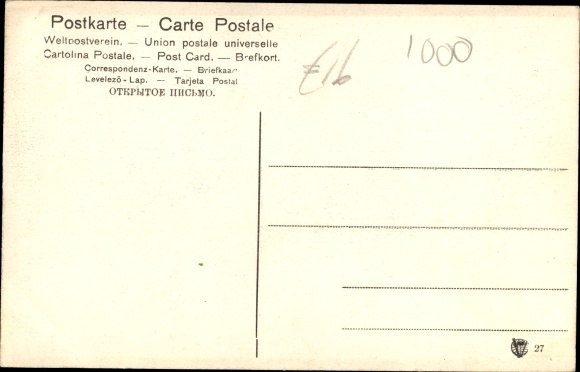 Postkarte — Carte Postale
Weltpostverein. — Union postale universelle
Cartolina Postale. — Post Card. — Brefkort.
Correspondenz-Karte. — Briefkaart
Levelező-Lap. — Tarjeta Postal
ОТКРЫТОЕ ПИСЬМО.
£16
1000
27